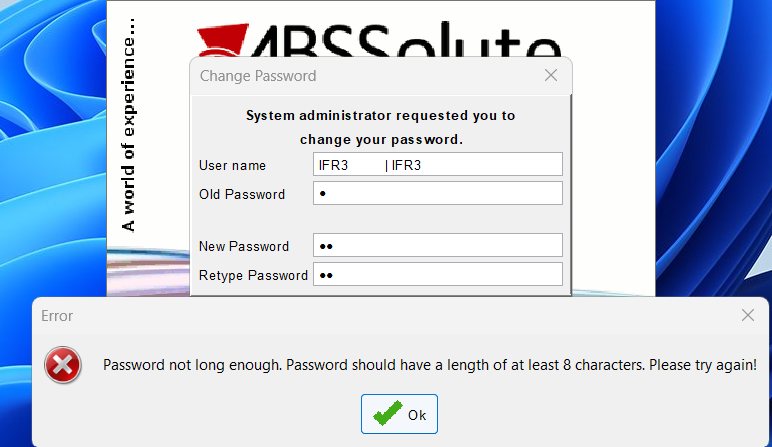 A world of experience...
ABSSolute
Change Password
System administrator requested you to
change your password.
User name IFR3 | IFR3
Old Password ●
New Password ●●
Retype Password ●●
Error
Password not long enough. Password should have a length of at least 8 characters. Please try again!
Ok